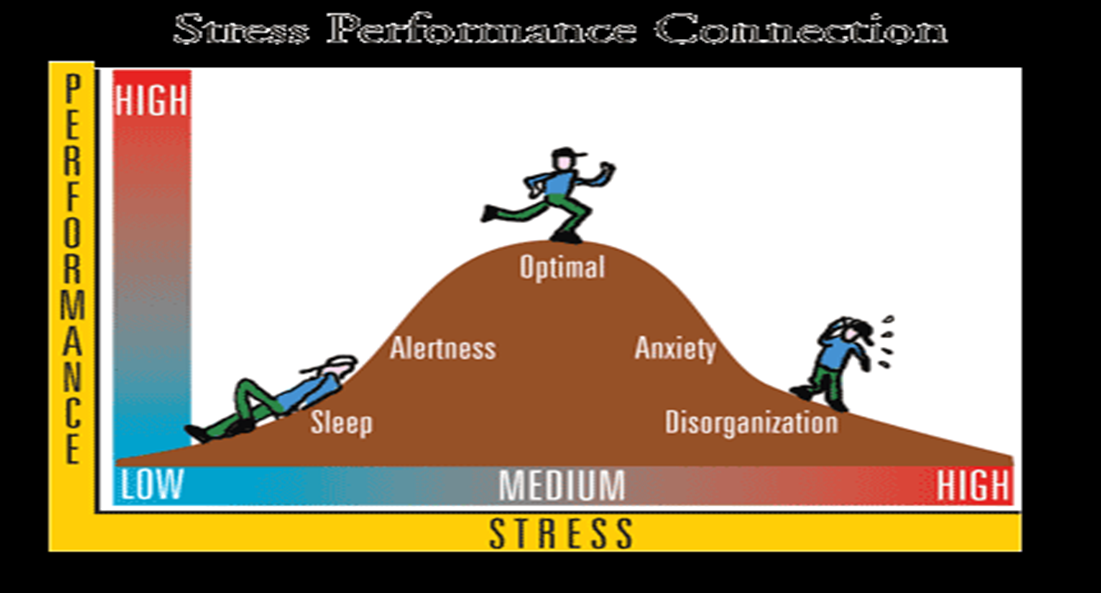 Stress Performance Connection
PERFORMANCE
HIGH
Optimal
Alertness
Anxiety
Sleep
Disorganization
LOW
MEDIUM
HIGH
STRESS